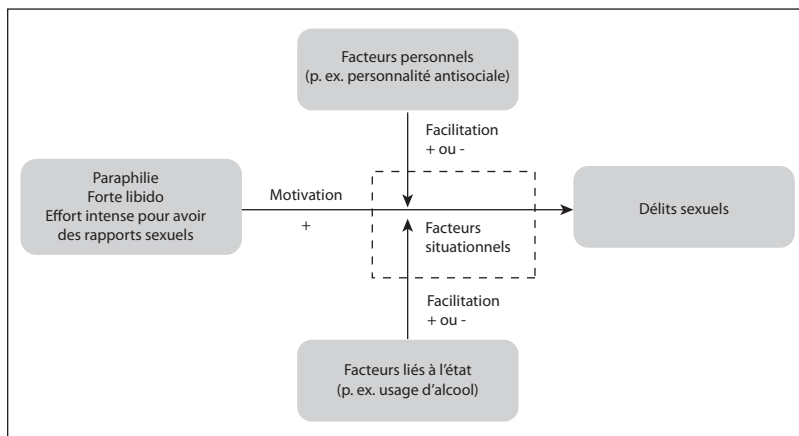 Facteurs personnels
(p. ex. personnalité antisociale)
Facilitation
+ ou -
Paraphilie
Forte libido
Effort intense pour avoir
des rapports sexuels
Motivation
+
Facteurs
situationnels
Délits sexuels
Facilitation
+ ou -
Facteurs liés à l’état
(p. ex. usage d’alcool)